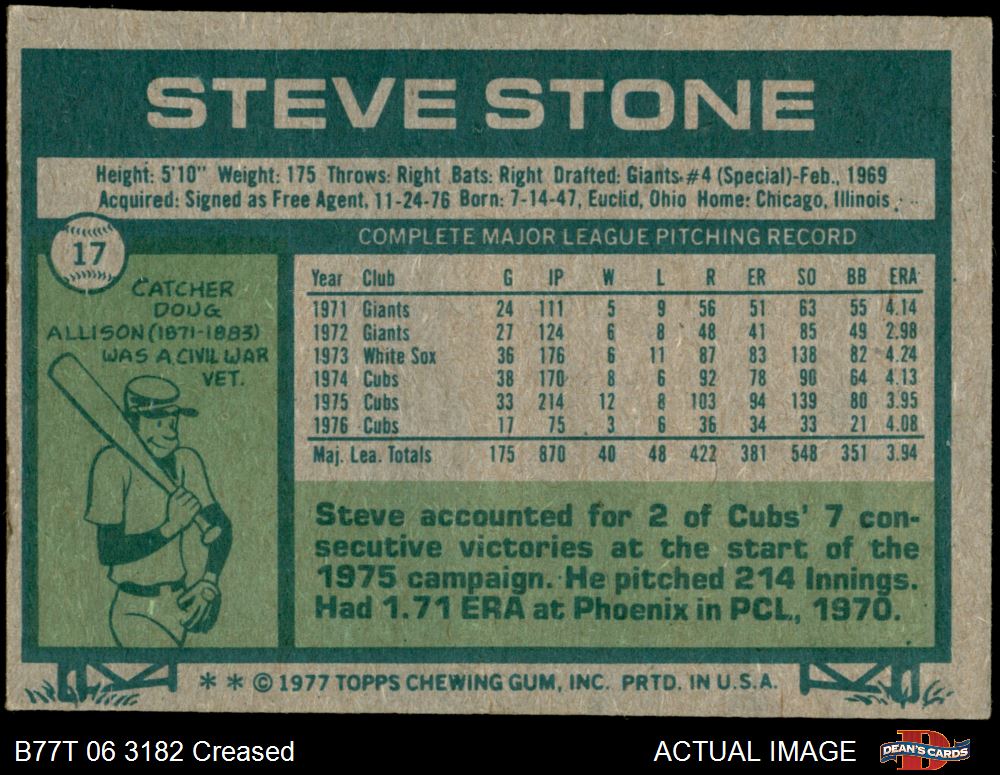 STEVE STONE
Height: 5'10" Weight: 175 Throws: Right Bats: Right Drafted: Giants-#4 (Special)-Feb., 1969
Acquired: Signed as Free Agent, 11-24-76 Born: 7-14-47, Euclid, Ohio Home: Chicago, Illinois
17
CATCHER
DOUG
ALLISON (1871-1883)
WAS A CIVIL WAR
VET.
COMPLETE MAJOR LEAGUE PITCHING RECORD
Year Club G IP W L R ER SO BB ERA
1971 Giants 24 111 5 9 56 51 63 55 4.14
1972 Giants 27 124 6 8 48 41 85 49 2.98
1973 White Sox 36 176 6 11 87 83 138 82 4.24
1974 Cubs 38 170 8 6 92 78 90 64 4.13
1975 Cubs 33 214 12 8 103 94 139 80 3.95
1976 Cubs 17 75 3 6 36 34 33 21 4.08
Maj. Lea. Totals 175 870 40 48 422 381 548 351 3.94
Steve accounted for 2 of Cubs' 7 con-
secutive victories at the start of the
1975 campaign. He pitched 214 Innings.
Had 1.71 ERA at Phoenix in PCL, 1970.
* * © 1977 TOPPS CHEWING GUM, INC. PRTD. IN U.S.A.
B77T 06 3182 Creased
ACTUAL IMAGE
D
DEAN'S CARDS